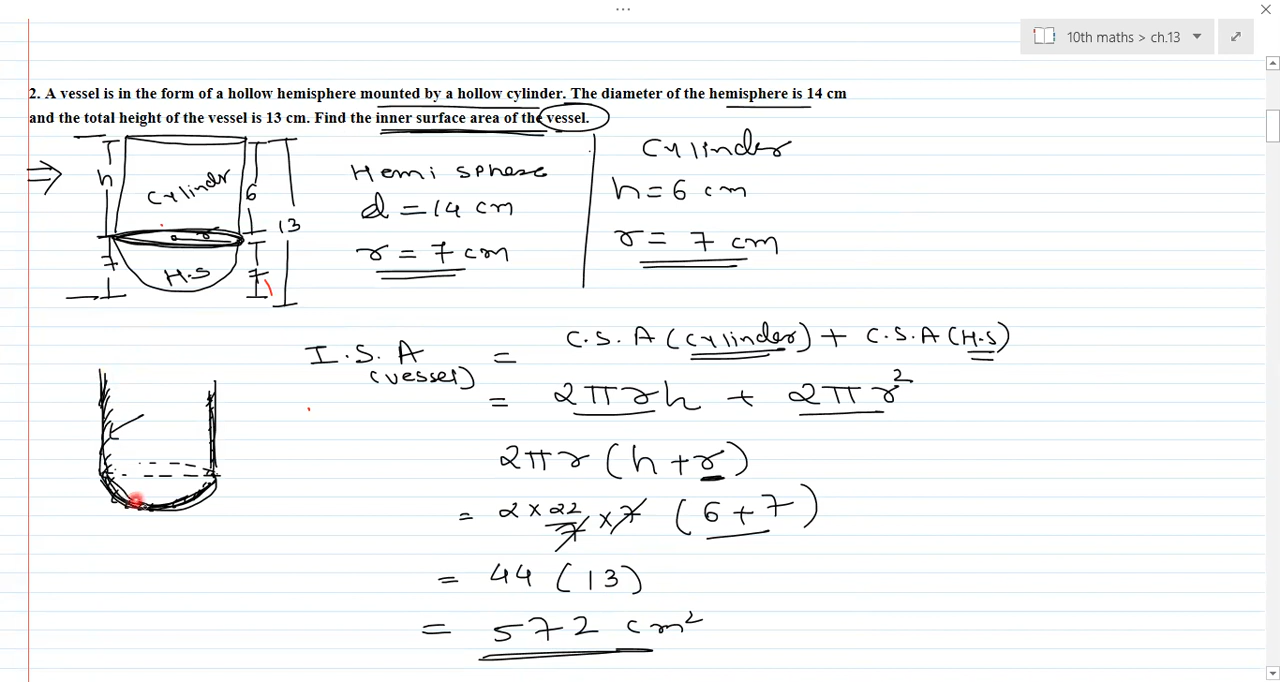 10th maths > ch.13
2. A vessel is in the form of a hollow hemisphere mounted by a hollow cylinder. The diameter of the hemisphere is 14 cm
and the total height of the vessel is 13 cm. Find the inner surface area of the vessel.
⇒
h
Cylinder
6
13
r
7
H.S
7
Hemi sphere
d = 14 cm
r = 7 cm
Cylinder
h = 6 cm
r = 7 cm
I.S.A (vessel) = C.S.A (cylinder) + C.S.A (H.S)
= 2πrh + 2πr²
2πr (h+r)
= 2 × 22/7 × 7 (6+7)
= 44 (13)
= 572 cm²